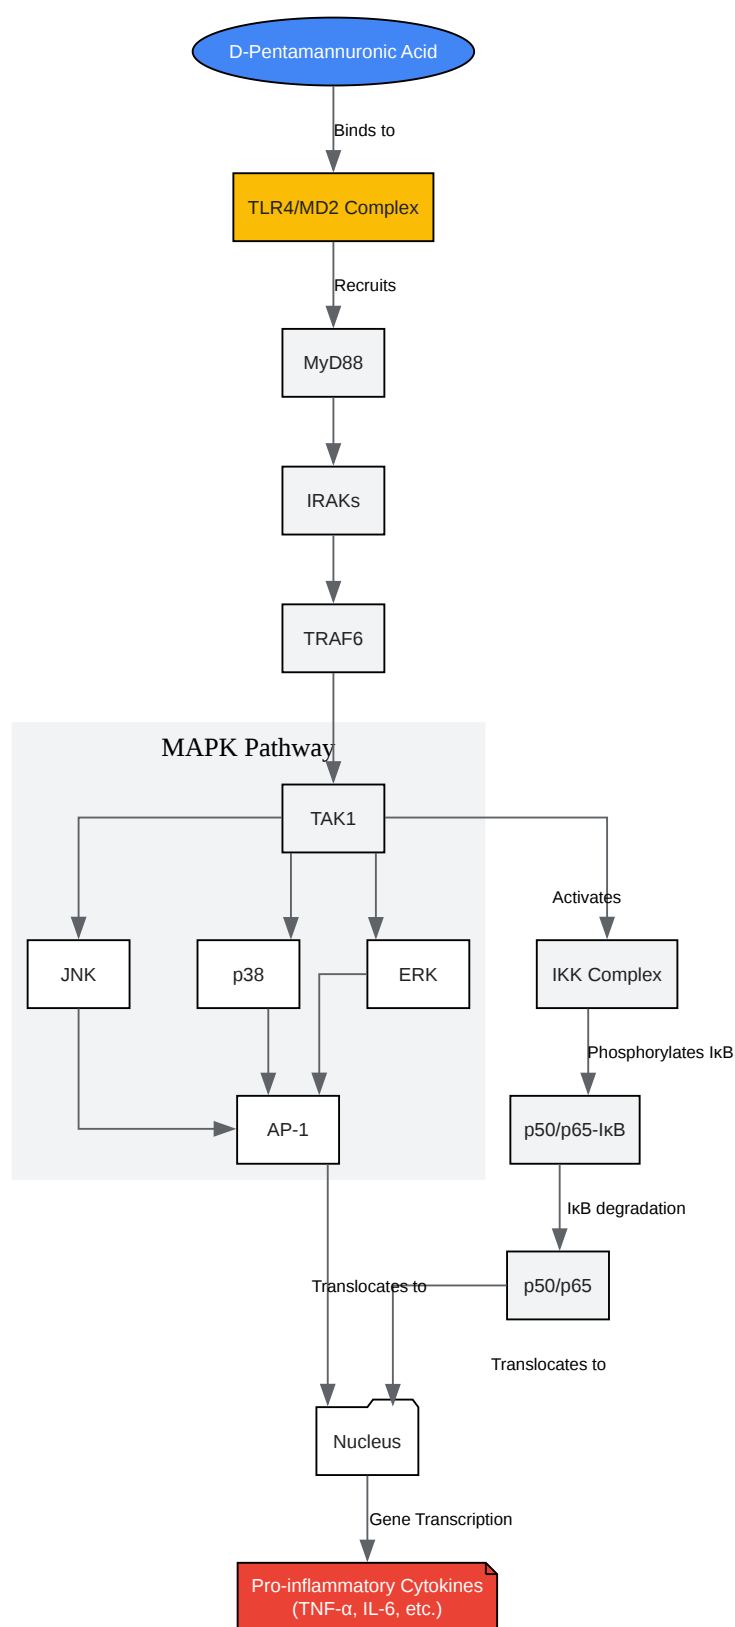 D-Pentamannuronic Acid
Binds to
TLR4/MD2 Complex
Recruits
MyD88
IRAKs
TRAF6
MAPK Pathway
TAK1
Activates
JNK
p38
ERK
IKK Complex
Phosphorylates IκB
AP-1
p50/p65-IκB
IκB degradation
Translocates to
p50/p65
Translocates to
Nucleus
Gene Transcription
Pro-inflammatory Cytokines
(TNF-α, IL-6, etc.)